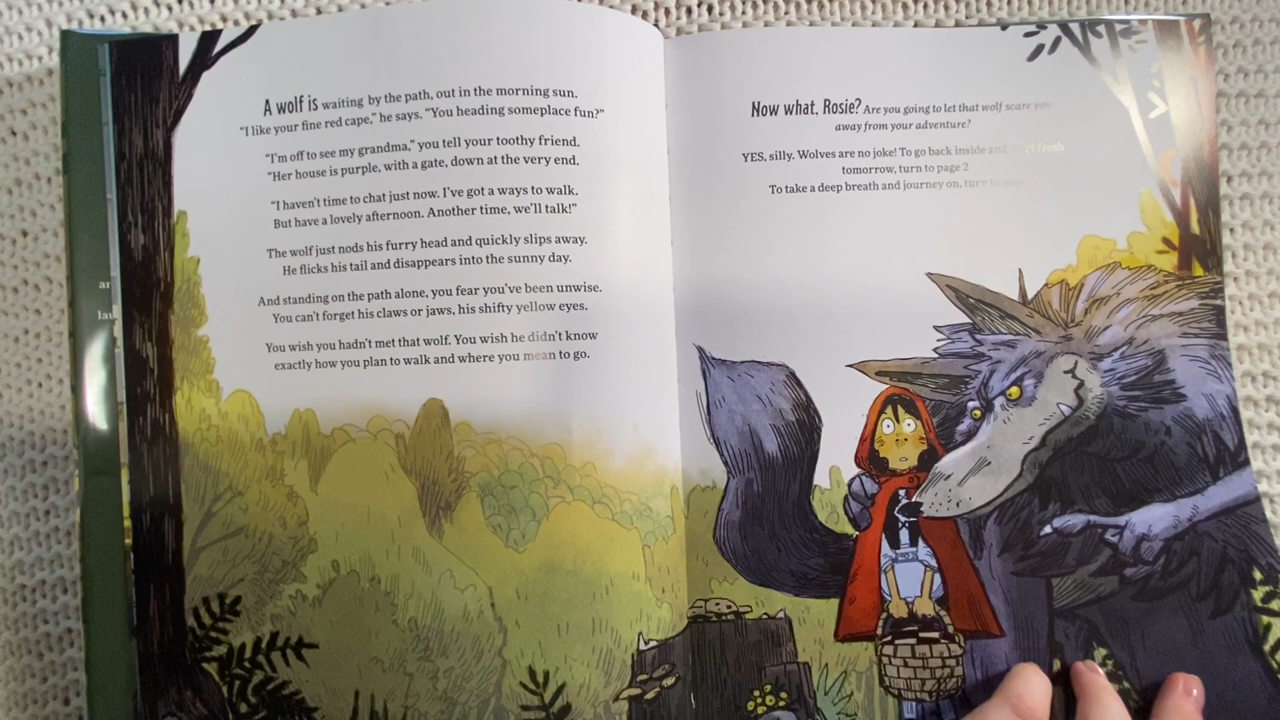 A wolf is waiting by the path, out in the morning sun.
“I like your fine red cape,” he says. “You heading someplace fun?”
“I’m off to see my grandma,” you tell your toothy friend.
“Her house is purple, with a gate, down at the very end.
“I haven’t time to chat just now. I’ve got a ways to walk.
But have a lovely afternoon. Another time, we’ll talk!”
The wolf just nods his furry head and quickly slips away.
He flicks his tail and disappears into the sunny day.
And standing on the path alone, you fear you’ve been unwise.
You can’t forget his claws or jaws, his shifty yellow eyes.
You wish you hadn’t met that wolf. You wish he didn’t know
exactly how you plan to walk and where you mean to go.
Now what, Rosie? Are you going to let that wolf scare you
away from your adventure?
YES, silly. Wolves are no joke! To go back inside and fresh
tomorrow, turn to page 2
To take a deep breath and journey on, turn to
ar
lau